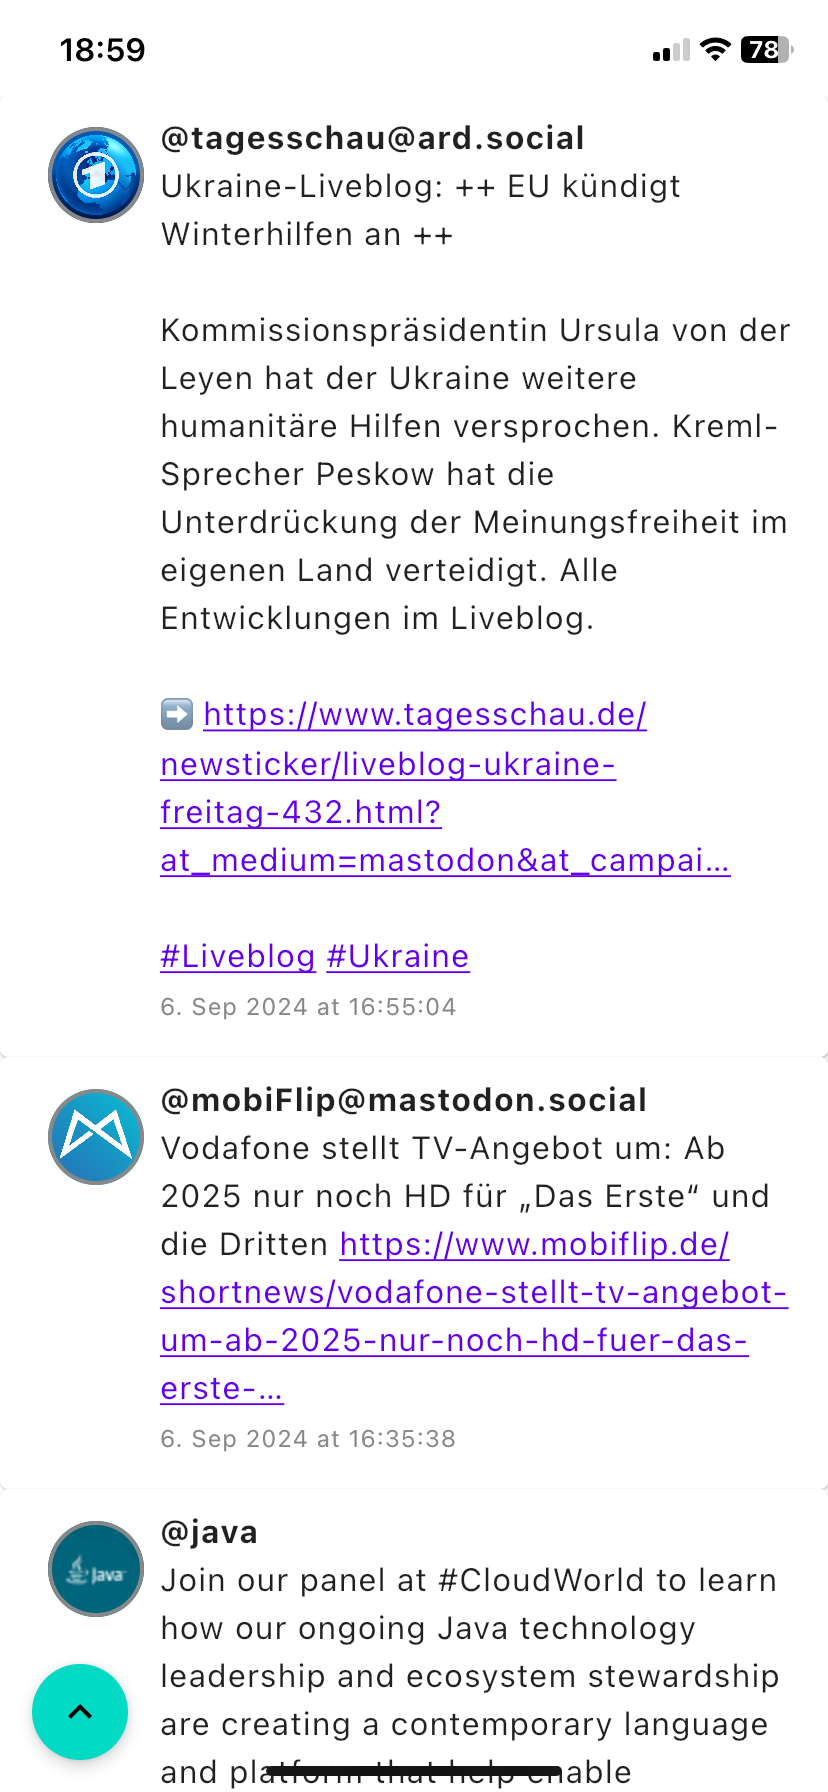 18:59
78
@tagesschau@ard.social
Ukraine-Liveblog: ++ EU kündigt
Winterhilfen an ++
Kommissionspräsidentin Ursula von der
Leyen hat der Ukraine weitere
humanitäre Hilfen versprochen. Kreml-
Sprecher Peskow hat die
Unterdrückung der Meinungsfreiheit im
eigenen Land verteidigt. Alle
Entwicklungen im Liveblog.
➡️ https://www.tagesschau.de/
newsticker/liveblog-ukraine-
freitag-432.html?
at_medium=mastodon&at_campai...
#Liveblog #Ukraine
6. Sep 2024 at 16:55:04
@mobiFlip@mastodon.social
Vodafone stellt TV-Angebot um: Ab
2025 nur noch HD für „Das Erste“ und
die Dritten https://www.mobiflip.de/
shortnews/vodafone-stellt-tv-angebot-
um-ab-2025-nur-noch-hd-fuer-das-
erste-...
6. Sep 2024 at 16:35:38
@java
Java
Join our panel at #CloudWorld to learn
how our ongoing Java technology
leadership and ecosystem stewardship
are creating a contemporary language
and platform that help enable